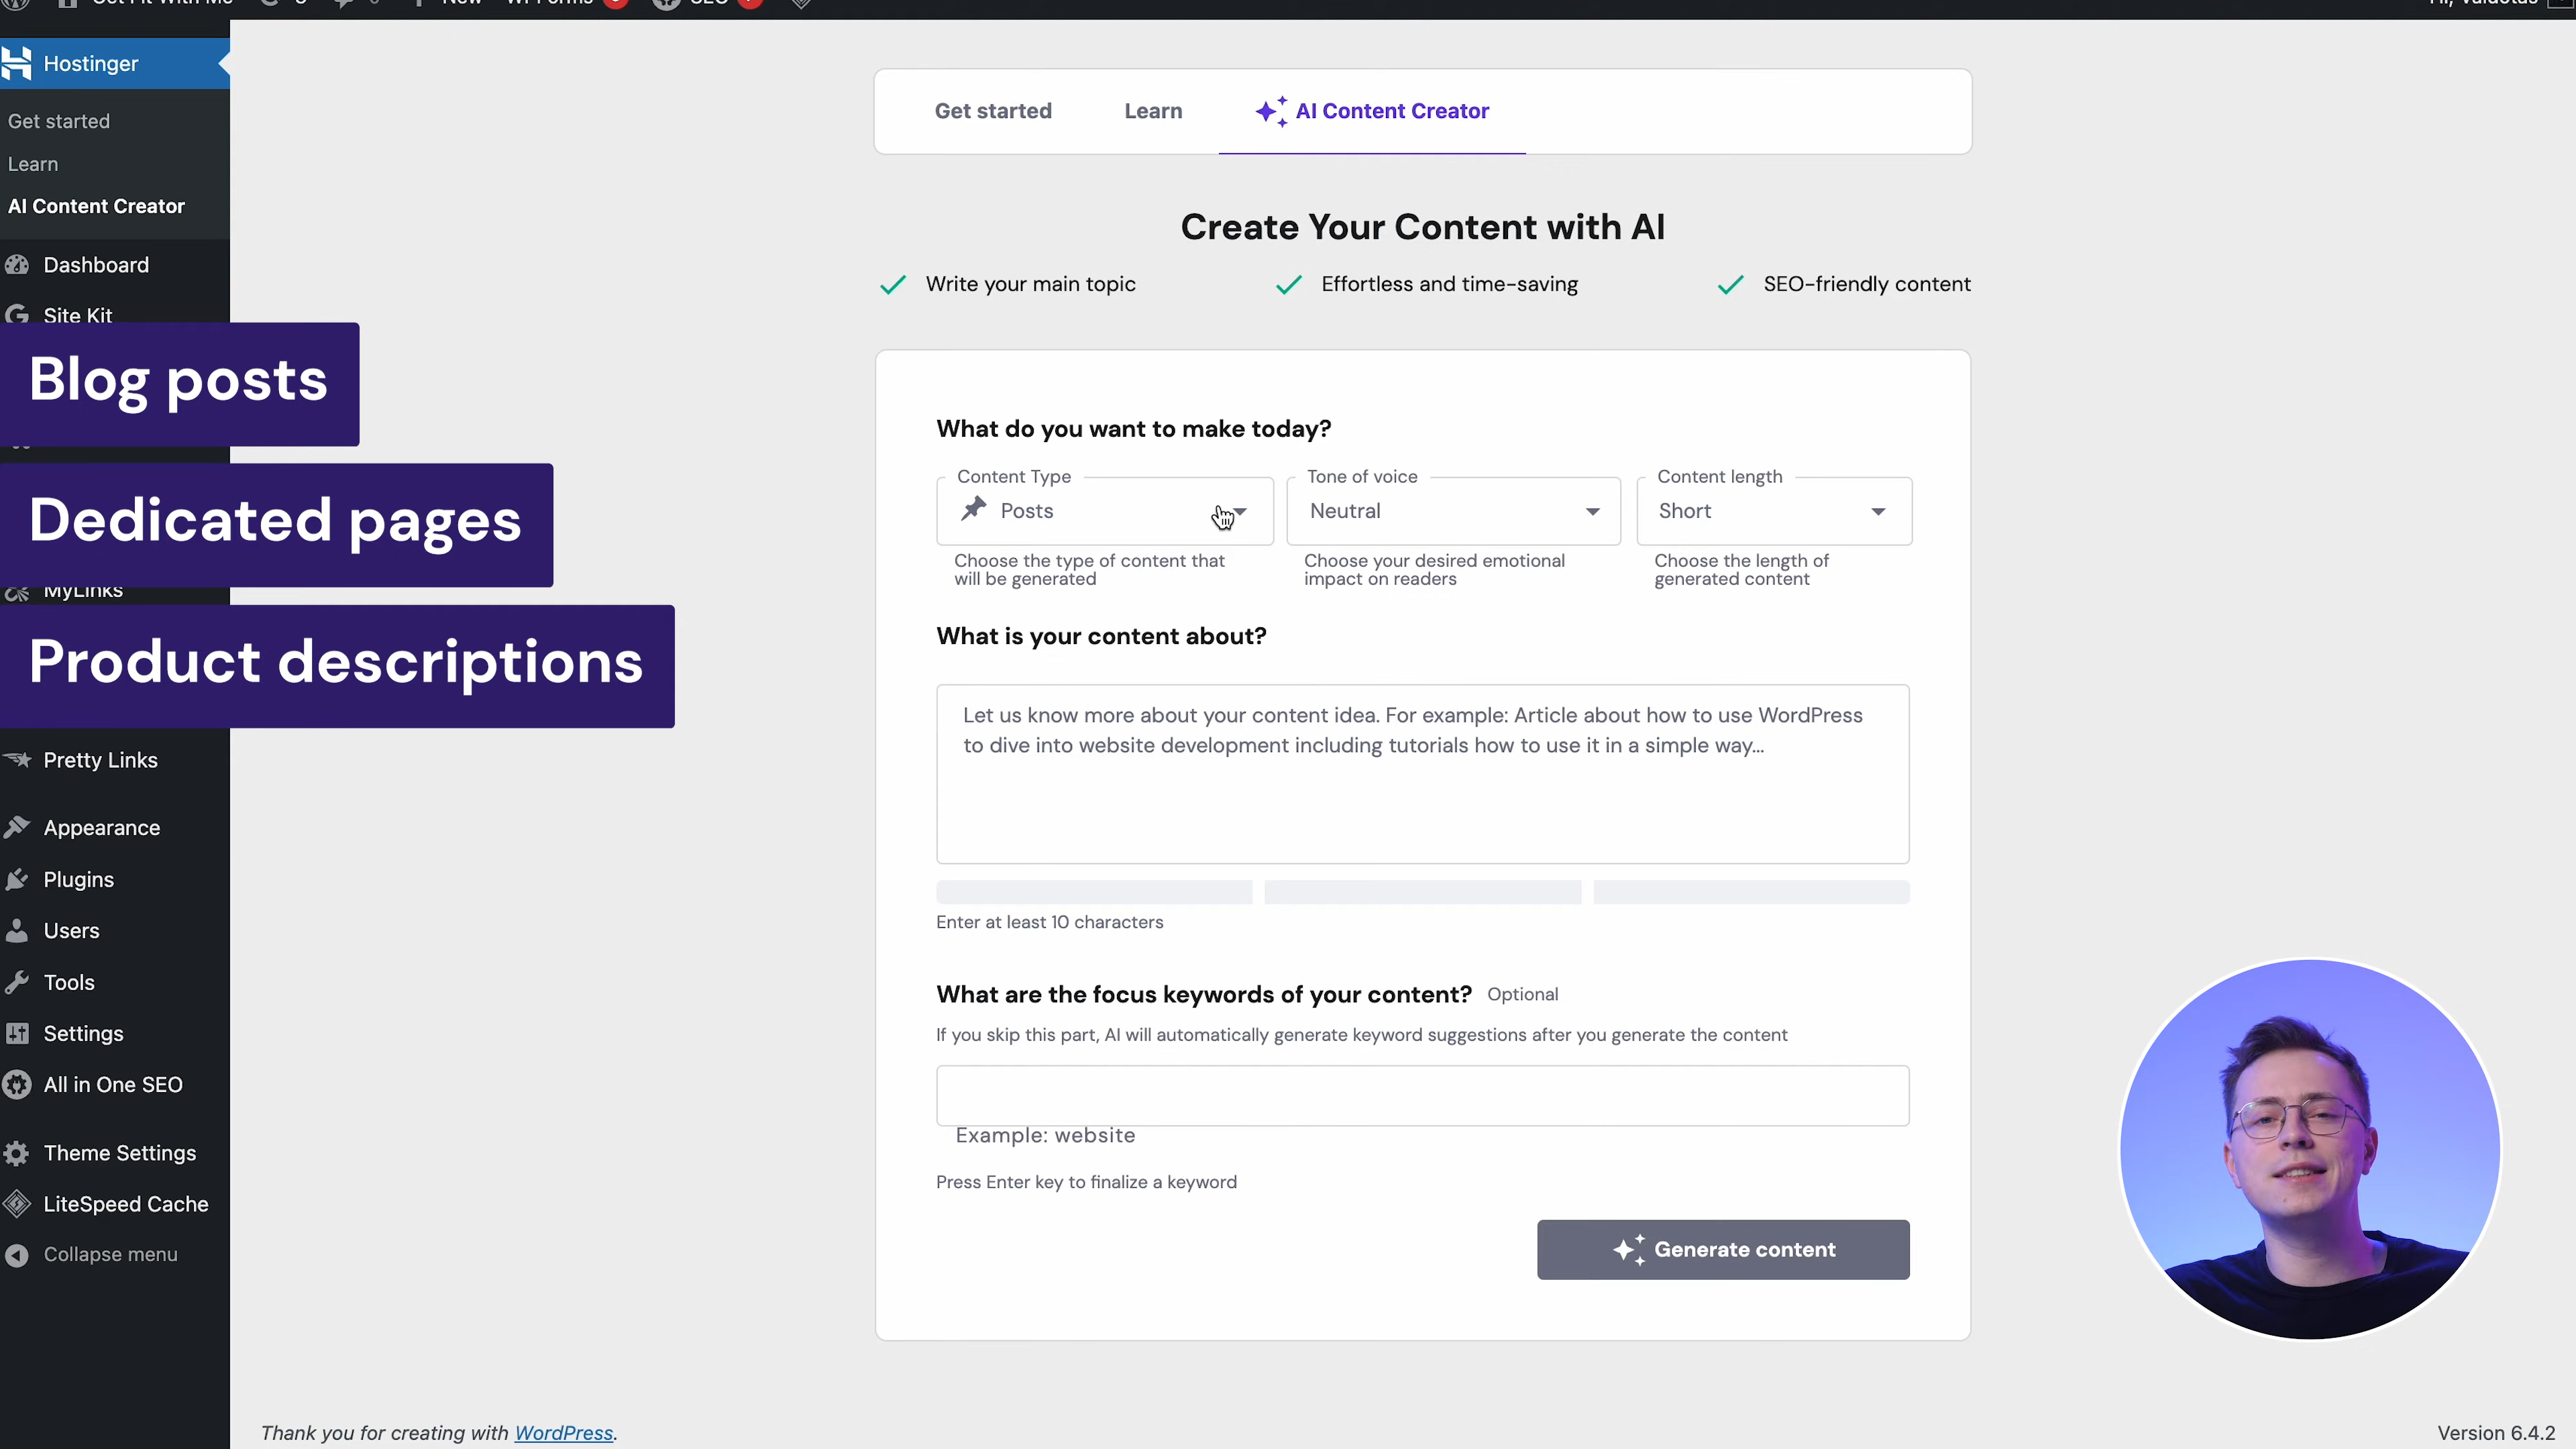 New
SEO
Hostinger
Get started
Learn
AI Content Creator
Dashboard
Site Kit
Blog posts
Dedicated pages
MyLinks
Product descriptions
Pretty Links
Appearance
Plugins
Users
Tools
Settings
All in One SEO
Theme Settings
LiteSpeed Cache
Collapse menu
Get started
Learn
AI Content Creator
Create Your Content with AI
Write your main topic
Effortless and time-saving
SEO-friendly content
What do you want to make today?
Content Type
Posts
Choose the type of content that
will be generated
Tone of voice
Neutral
Choose your desired emotional
impact on readers
Content length
Short
Choose the length of
generated content
What is your content about?
Let us know more about your content idea. For example: Article about how to use WordPress
to dive into website development including tutorials how to use it in a simple way...
Enter at least 10 characters
What are the focus keywords of your content? Optional
If you skip this part, AI will automatically generate keyword suggestions after you generate the content
Example: website
Press Enter key to finalize a keyword
Generate content
Thank you for creating with WordPress.
Version 6.4.2